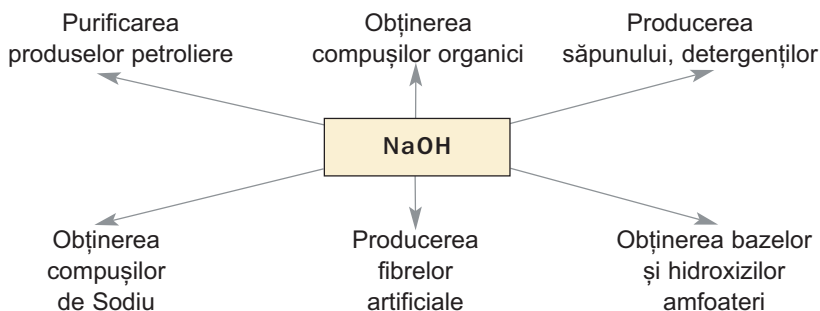 Purificarea
produselor petroliere
Obținerea
compușilor organici
Producerea
săpunului, detergenților
NaOH
Obținerea
compușilor
de Sodiu
Producerea
fibrelor
artificiale
Obținerea bazelor
și hidroxizilor
amfoateri